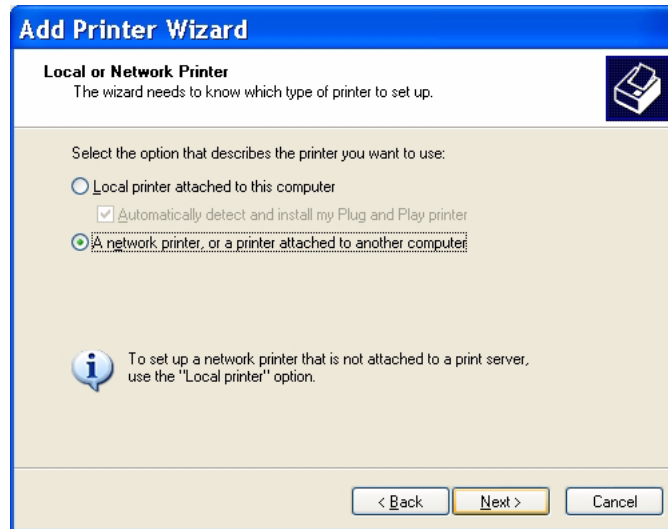 Add Printer Wizard
Local or Network Printer
The wizard needs to know which type of printer to set up.
Select the option that describes the printer you want to use:
Local printer attached to this computer
Automatically detect and install my Plug and Play printer
A network printer, or a printer attached to another computer
To set up a network printer that is not attached to a print server,
use the "Local printer" option.
< Back Next > Cancel